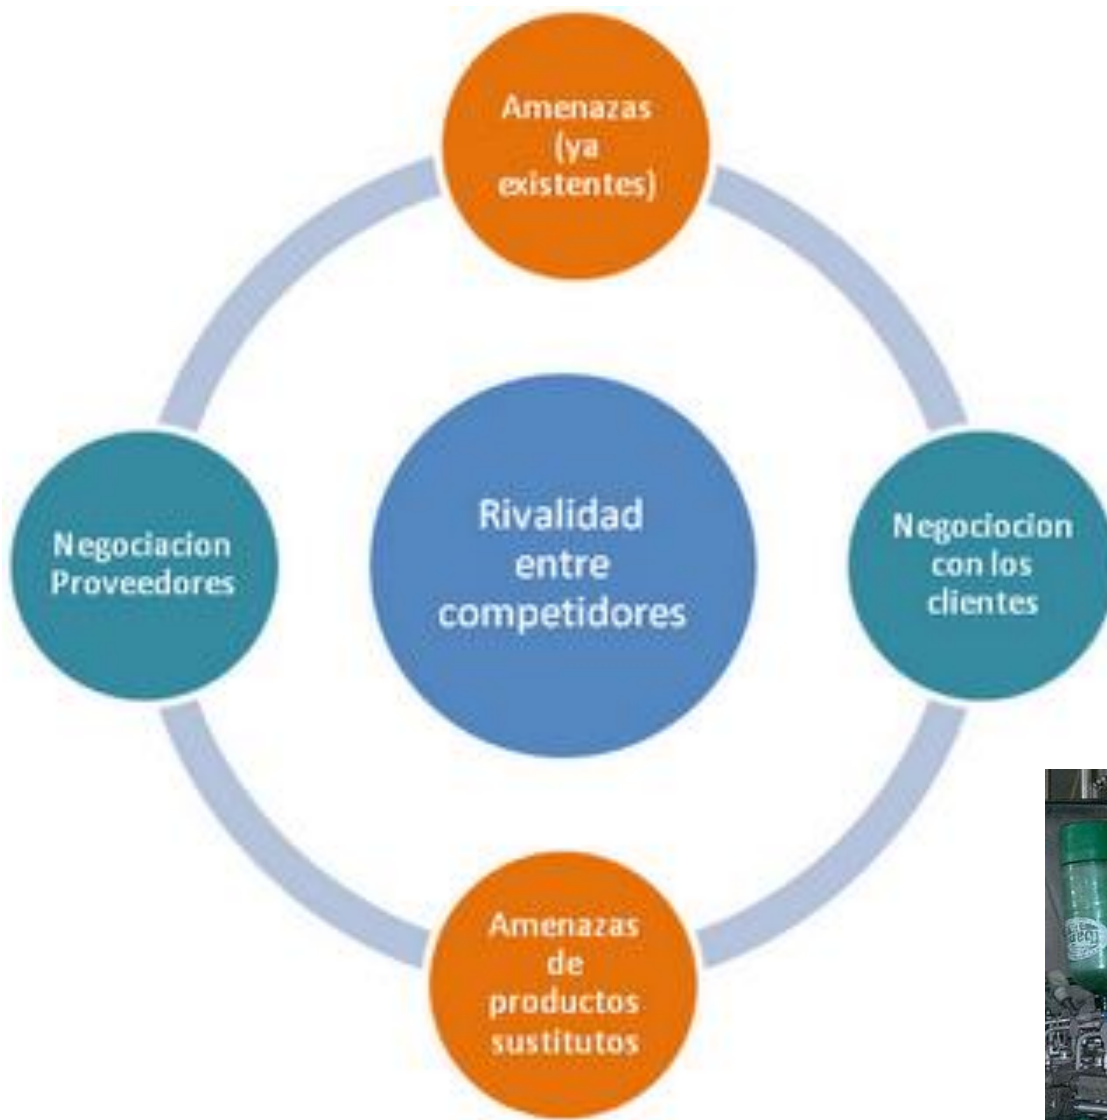 Amenazas
(ya
existentes)
Negociacion
Proveedores
Rivalidad
entre
competidores
Negociocion
con los
clientes
Amenazas
de
productos
sustitutos